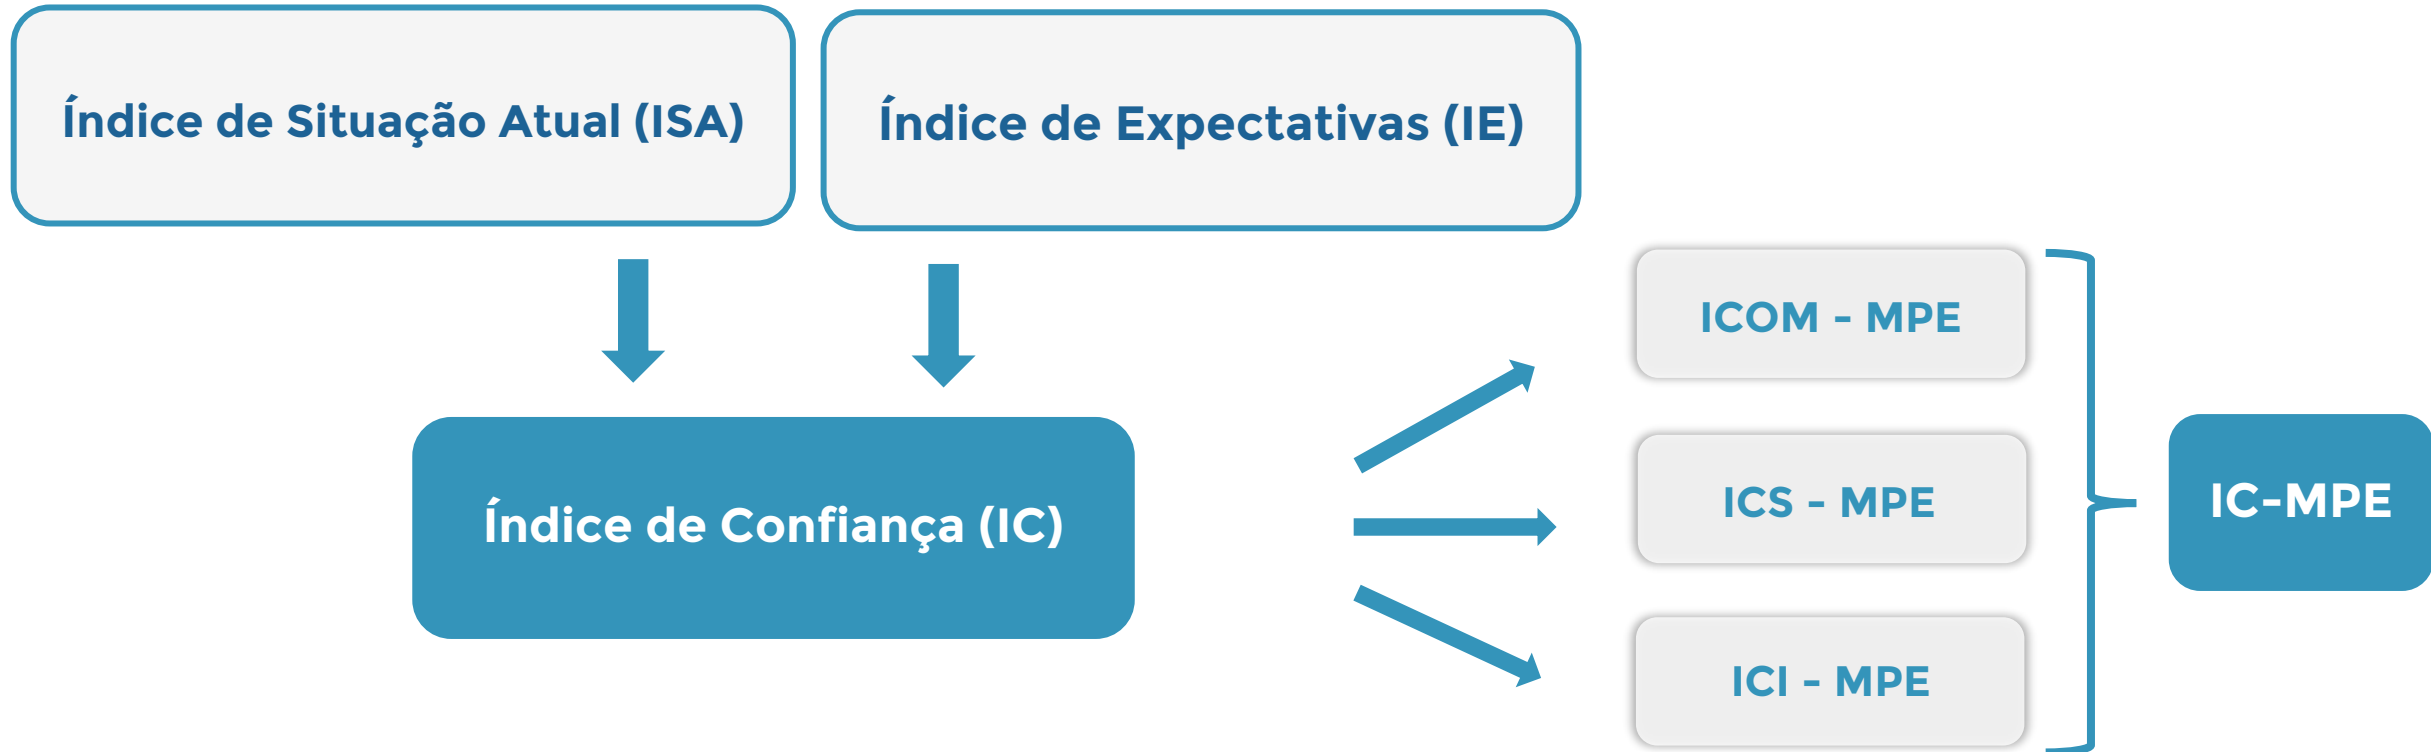 Índice de Situação Atual (ISA)
Índice de Expectativas (IE)
Índice de Confiança (IC)
ICOM - MPE
ICS - MPE
ICI - MPE
IC-MPE